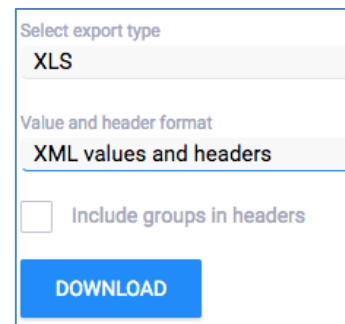 Select export type
XLS
Value and header format
XML values and headers
Include groups in headers
DOWNLOAD